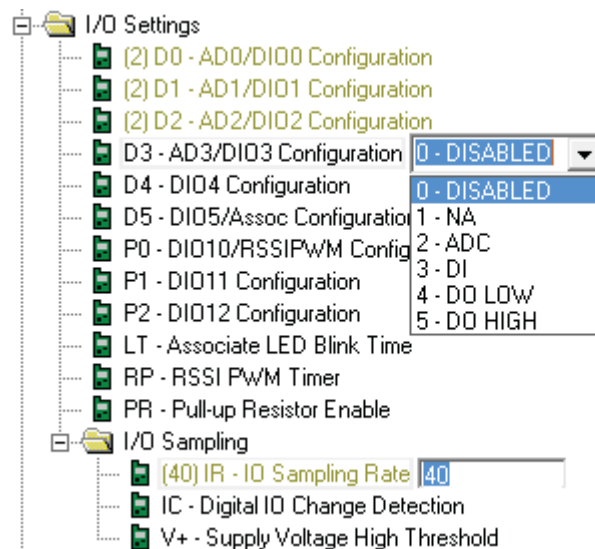 I/O Settings
(2) D0 - AD0/DIO0 Configuration
(2) D1 - AD1/DIO1 Configuration
(2) D2 - AD2/DIO2 Configuration
D3 - AD3/DIO3 Configuration 0 - DISABLED
0 - DISABLED
1 - NA
2 - ADC
3 - DI
4 - DO LOW
5 - DO HIGH
D4 - DIO4 Configuration
D5 - DIO5/Assoc Configuration
P0 - DIO10/RSSIPWM Config
P1 - DIO11 Configuration
P2 - DIO12 Configuration
LT - Associate LED Blink Time
RP - RSSI PWM Timer
PR - Pull-up Resistor Enable
I/O Sampling
(40) IR - IO Sampling Rate 40
IC - Digital IO Change Detection
V+ - Supply Voltage High Threshold